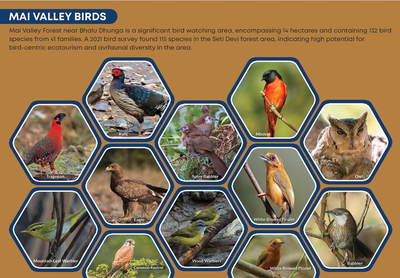 MAI VALLEY BIRDS
Mai Valley Forest near Bhalu Dhunga is a significant bird watching area, encompassing 14 hectares and containing 132 bird
species from 41 families. A 2021 bird survey found 115 species in the Seti Devi forest area, indicating high potential for
bird-centric ecotourism and avifaunal diversity in the area.
Minivet
Tragopan
Spiny Babbler
Owl
Eagle
White Browed Piculet
Mountain Leaf Warbler
Wood Warblers
Babbler
Common Kestrel
White Browed Piculet